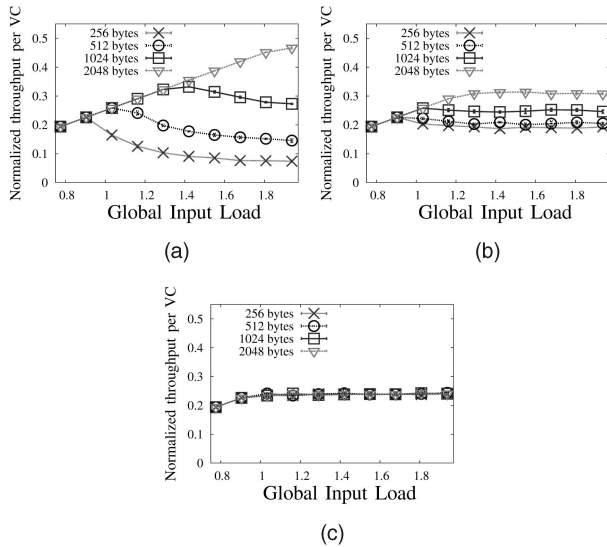 Normalized throughput per VC
0.5
0.4
0.3
0.2
0.1
0
256 bytes
512 bytes
1024 bytes
2048 bytes
0.8 1 1.2 1.4 1.6 1.8
Global Input Load
(a)
Normalized throughput per VC
0.5
0.4
0.3
0.2
0.1
0
256 bytes
512 bytes
1024 bytes
2048 bytes
0.8 1 1.2 1.4 1.6 1.8
Global Input Load
(b)
Normalized throughput per VC
0.5
0.4
0.3
0.2
0.1
0
256 bytes
512 bytes
1024 bytes
2048 bytes
0.8 1 1.2 1.4 1.6 1.8
Global Input Load
(c)